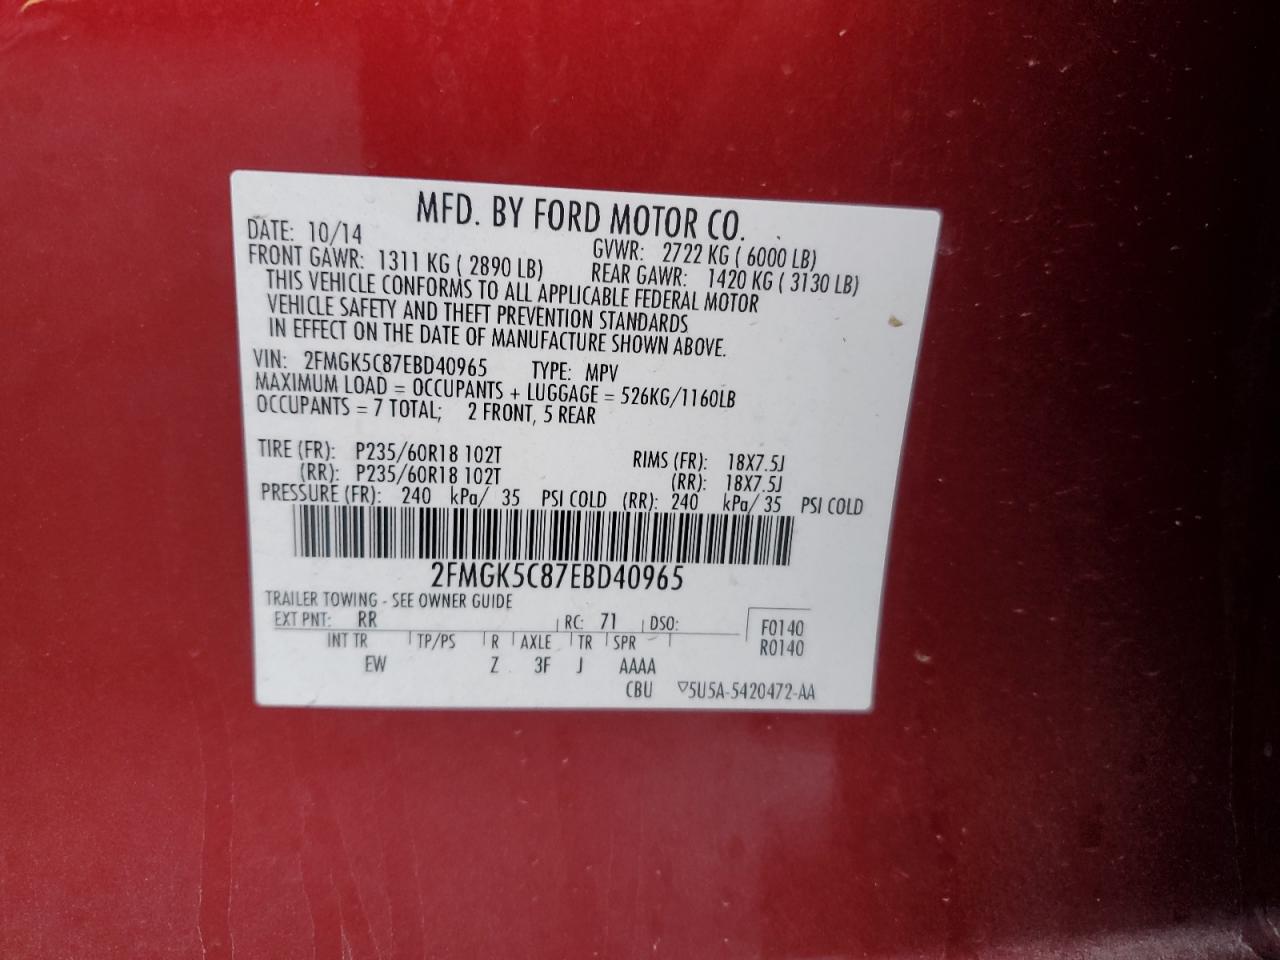 MFD. BY FORD MOTOR CO.
DATE: 10/14 GVWR: 2722 KG ( 6000 LB)
FRONT GAWR: 1311 KG ( 2890 LB) REAR GAWR: 1420 KG ( 3130 LB)
THIS VEHICLE CONFORMS TO ALL APPLICABLE FEDERAL MOTOR
VEHICLE SAFETY AND THEFT PREVENTION STANDARDS
IN EFFECT ON THE DATE OF MANUFACTURE SHOWN ABOVE.
VIN: 2FMGK5C87EBD40965 TYPE: MPV
MAXIMUM LOAD = OCCUPANTS + LUGGAGE = 526KG/1160LB
OCCUPANTS = 7 TOTAL; 2 FRONT, 5 REAR
TIRE (FR): P235/60R18 102T RIMS (FR): 18X7.5J
(RR): P235/60R18 102T (RR): 18X7.5J
PRESSURE (FR): 240 kPa/ 35 PSI COLD (RR): 240 kPa/ 35 PSI COLD
2FMGK5C87EBD40965
TRAILER TOWING - SEE OWNER GUIDE
EXT PNT: RR RC: 71 DSO: F0140
INT TR TP/PS R AXLE TR SPR R0140
EW Z 3F J AAAA
CBU ▽5U5A-5420472-AA